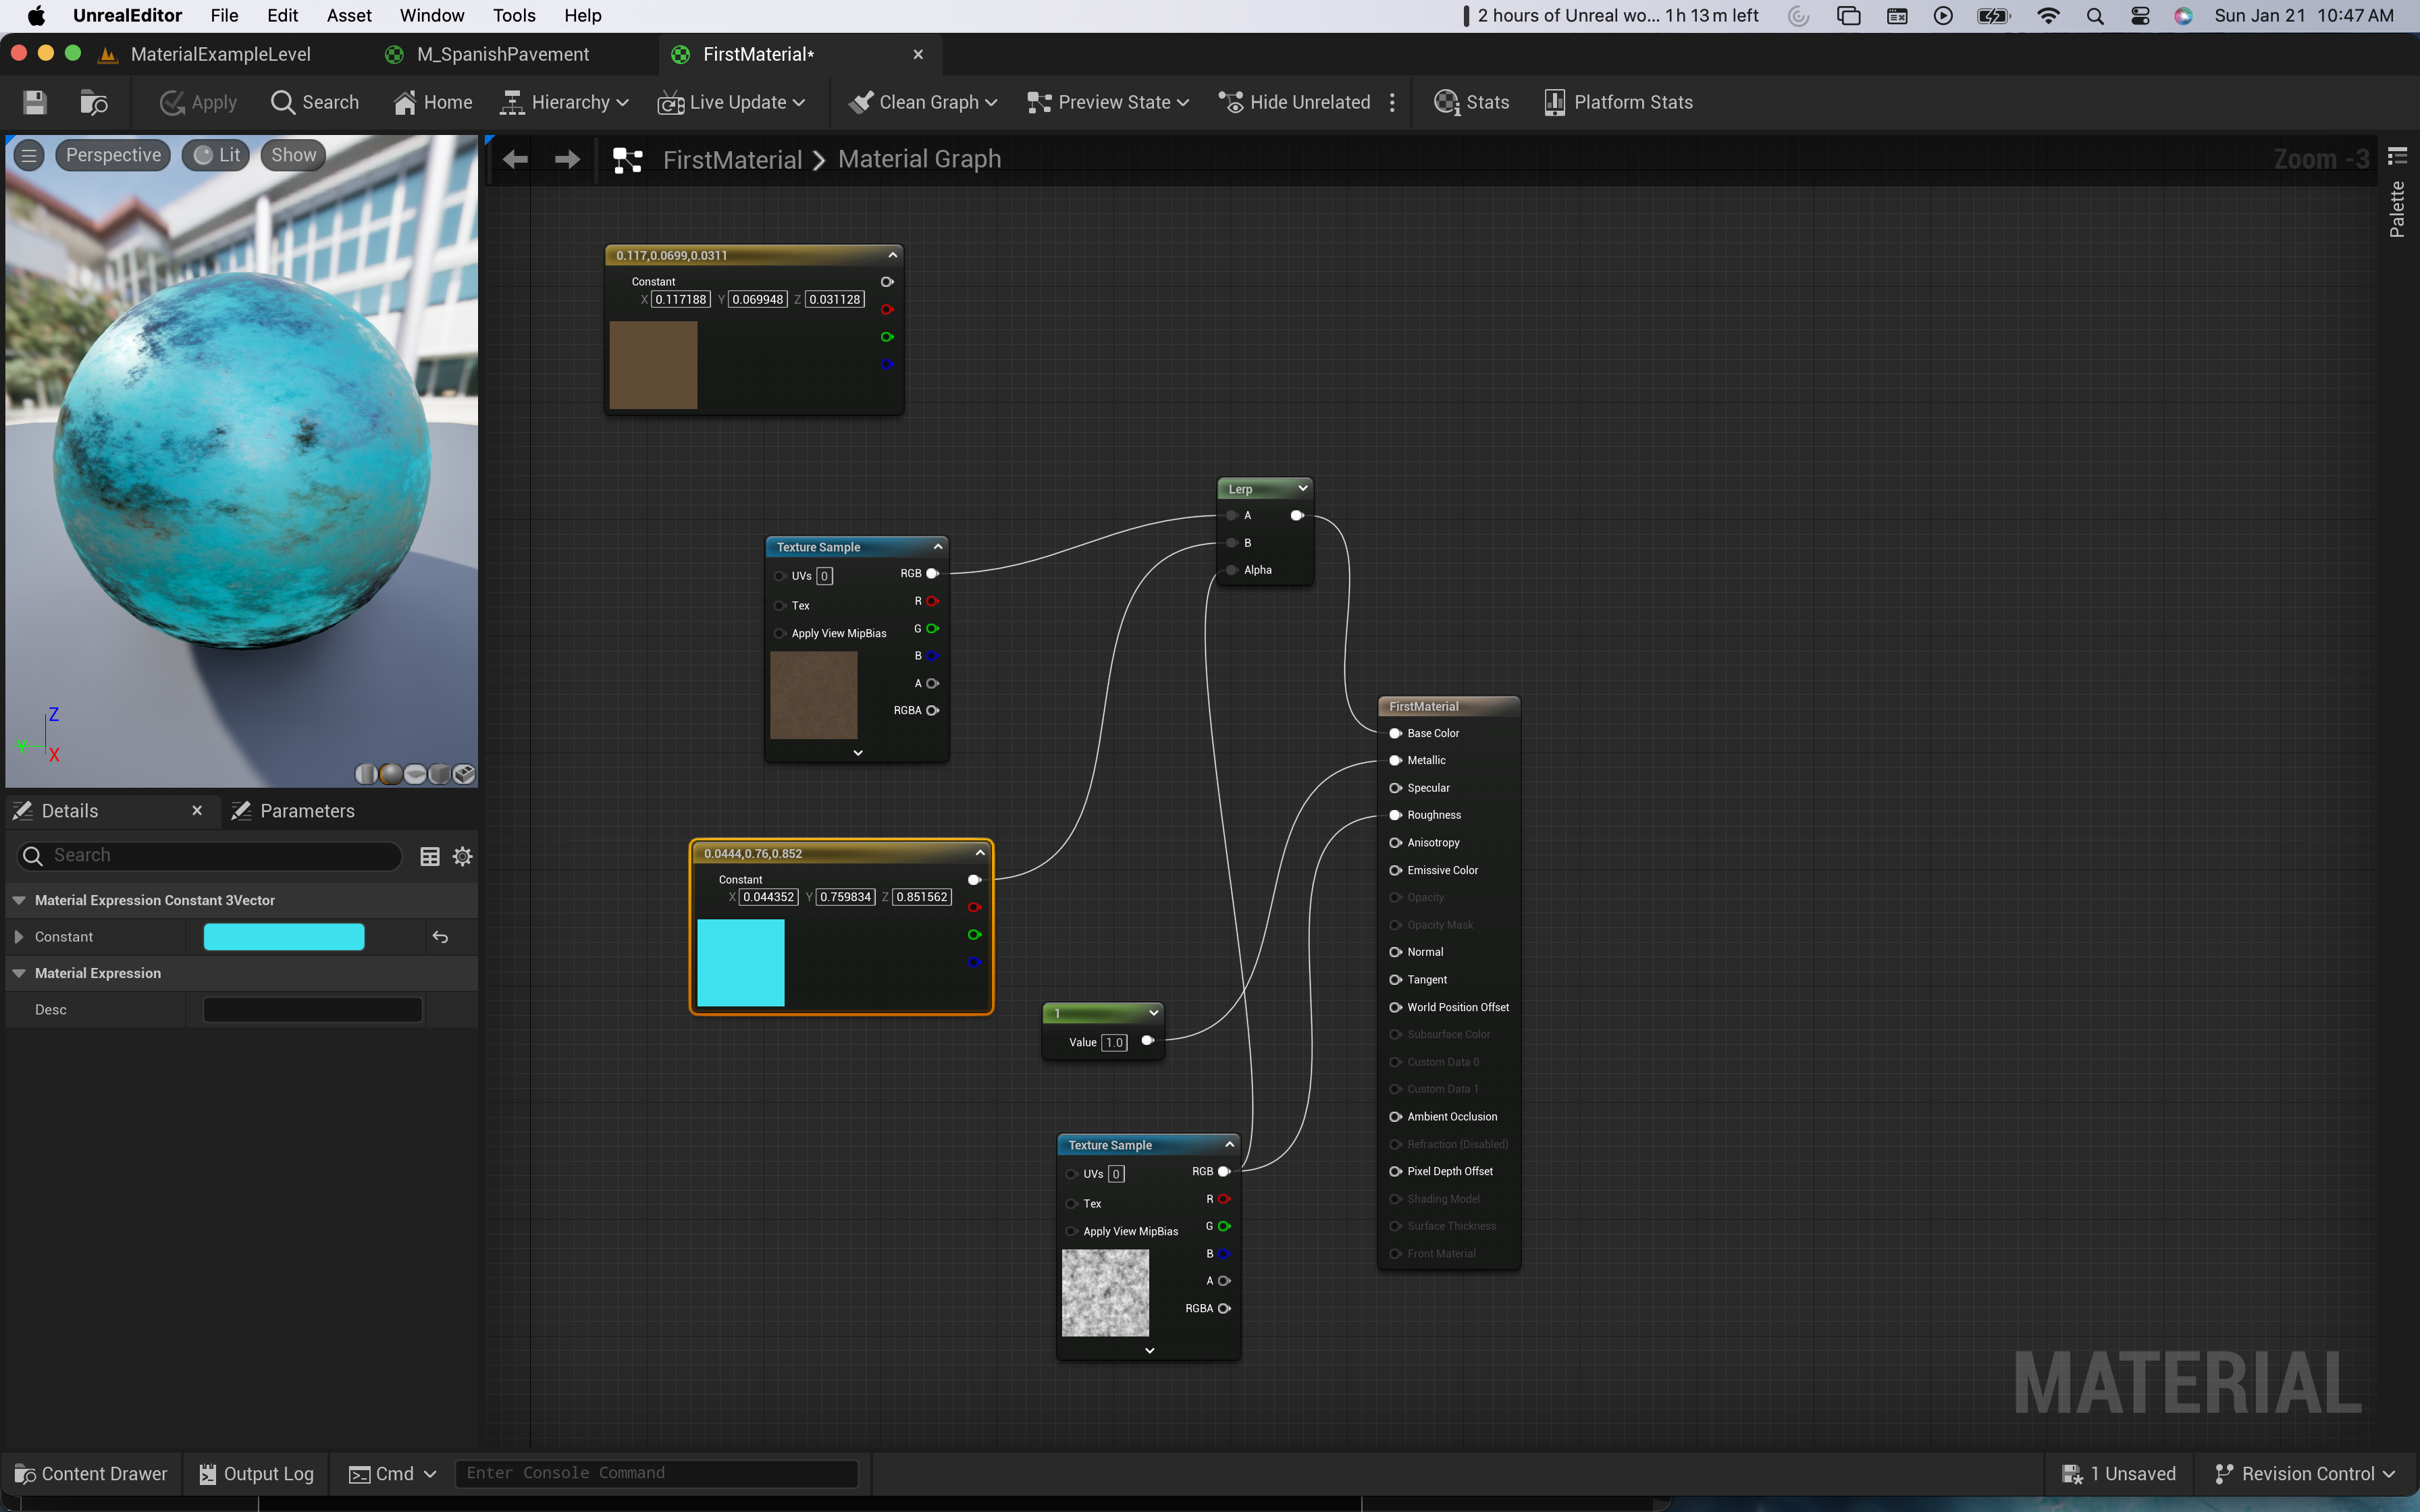 UnrealEditor File Edit Asset Window Tools Help 2 hours of Unreal wo... 1h 13m left Sun Jan 21 10:47 AM
MaterialExampleLevel M_SpanishPavement FirstMaterial*
Apply Search Home Hierarchy Live Update Clean Graph Preview State Hide Unrelated Stats Platform Stats
Perspective Lit Show
FirstMaterial Material Graph Zoom -3
Palette
0.117,0.0699,0.0311
Constant
X 0.117188 Y 0.069948 Z 0.031128
Lerp
A
B
Alpha
Texture Sample
UVs 0 RGB
R
Tex
G
Apply View MipBias
B
A
RGBA
Z
Y
X
FirstMaterial
Base Color
Metallic
Specular
Roughness
Anisotropy
Emissive Color
Opacity
Opacity Mask
Normal
Tangent
World Position Offset
Subsurface Color
Custom Data 0
Custom Data 1
Ambient Occlusion
Refraction (Disabled)
Pixel Depth Offset
Shading Model
Surface Thickness
Front Material
Details Parameters
Search
Material Expression Constant 3Vector
Constant
Material Expression
Desc
0.0444,0.76,0.852
Constant
X 0.044352 Y 0.759834 Z 0.851562
1
Value 1.0
Texture Sample
UVs 0 RGB
R
Tex
G
Apply View MipBias
B
A
RGBA
MATERIAL
Content Drawer Output Log Cmd Enter Console Command 1 Unsaved Revision Control